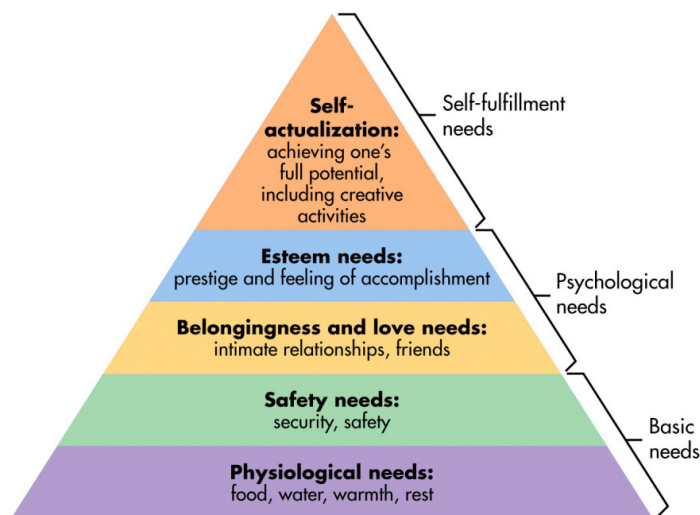 Self-
actualization:
achieving one's
full potential,
including creative
activities
Self-fulfillment
needs
Esteem needs:
prestige and feeling of accomplishment
Psychological
needs
Belongingness and love needs:
intimate relationships, friends
Safety needs:
security, safety
Basic
needs
Physiological needs:
food, water, warmth, rest